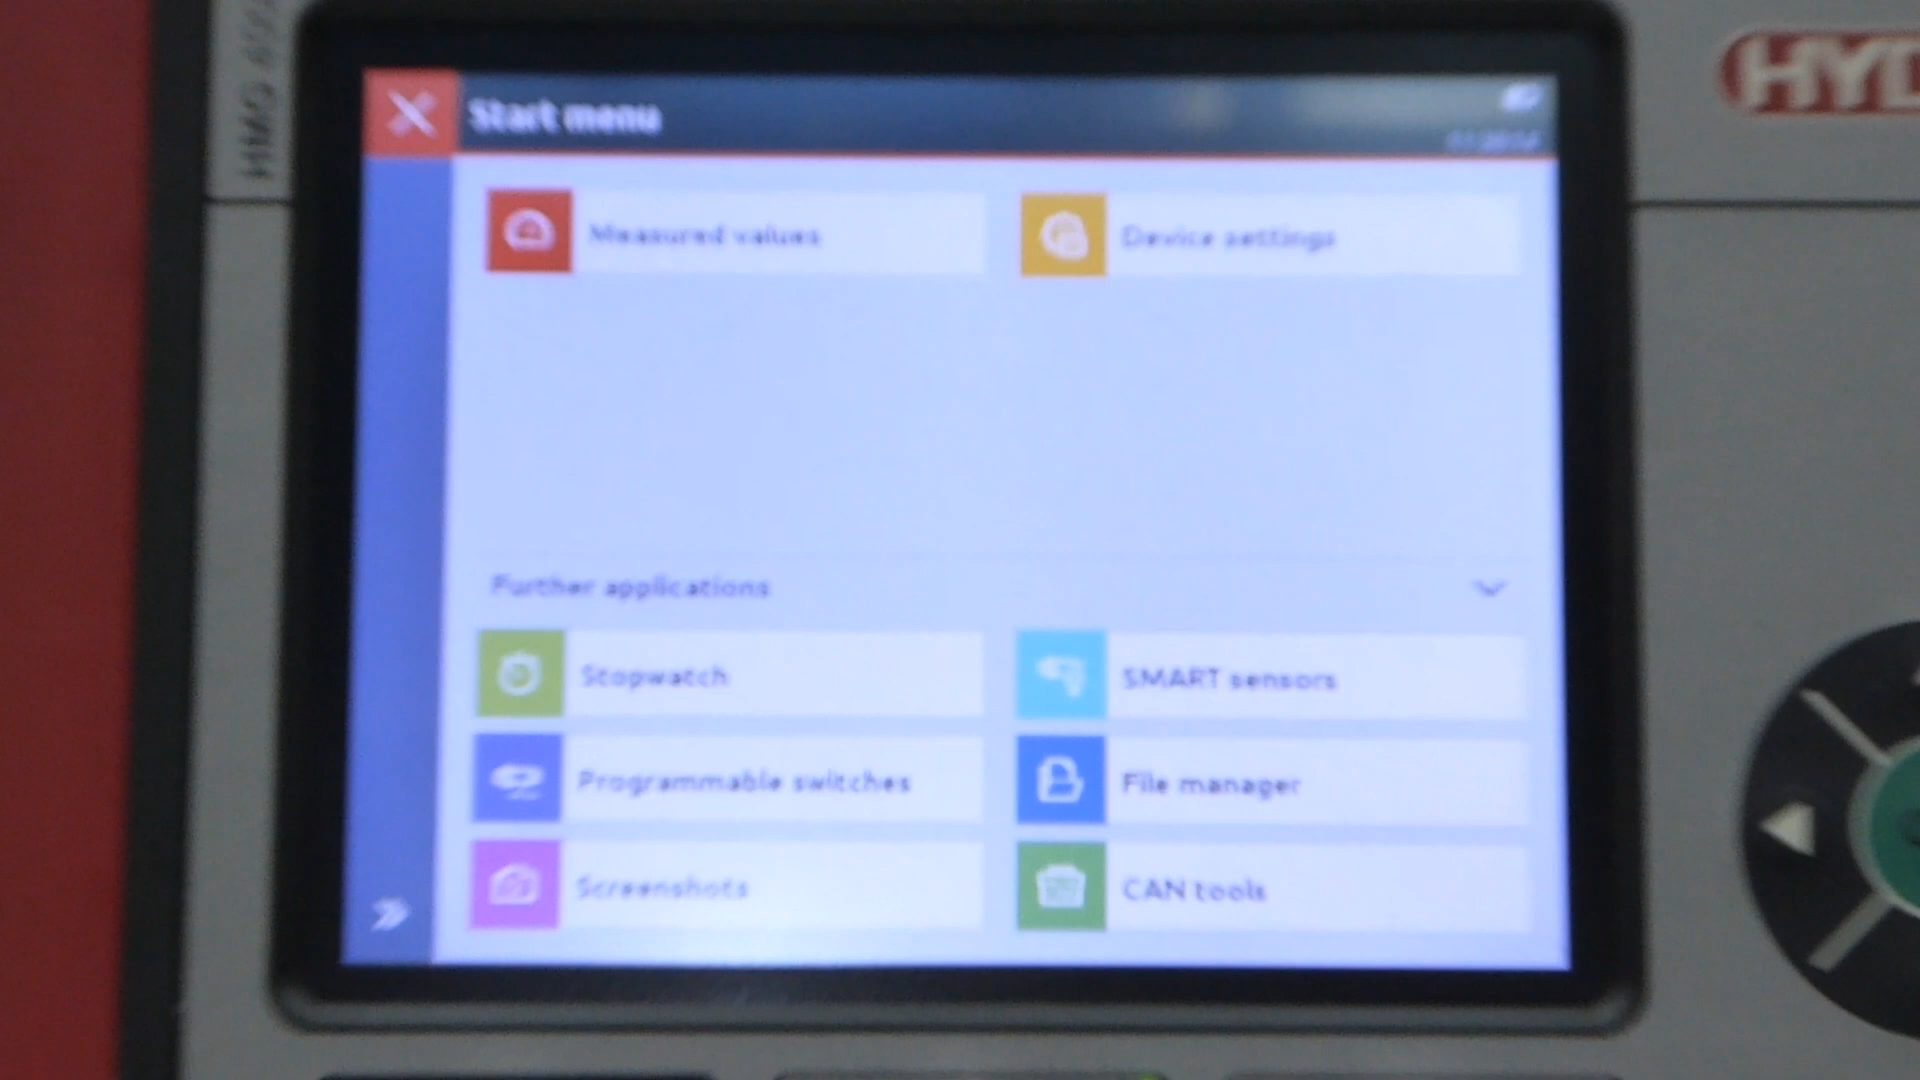 HMG
HYD
Start menu
Measured values
Device settings
Further applications
Stopwatch
SMART sensors
Programmable switches
File manager
Screenshots
CAN tools